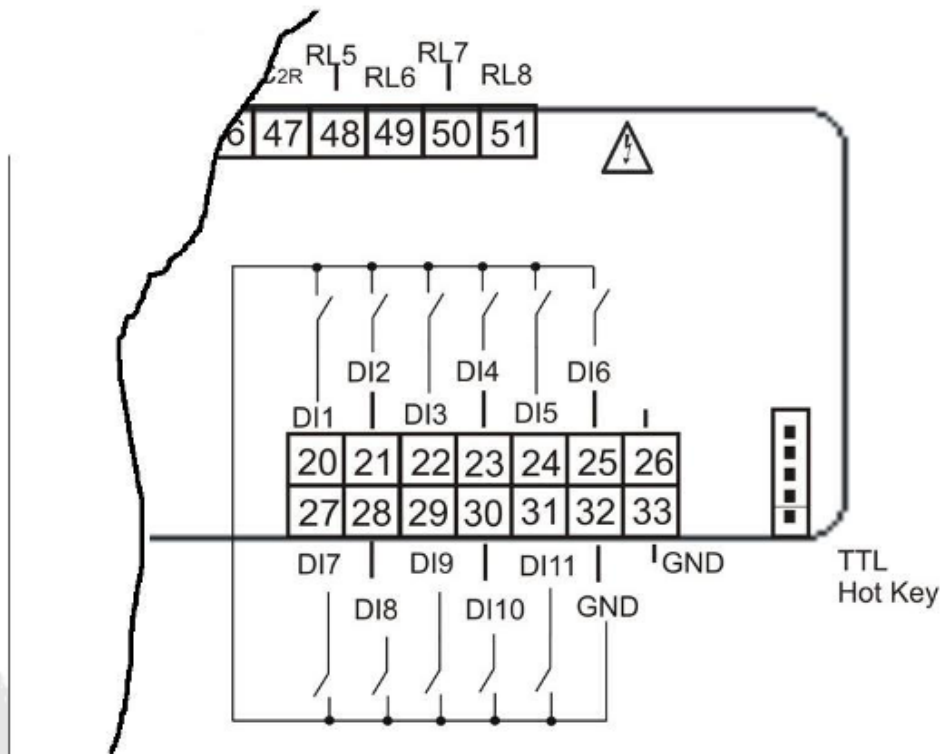 RL5 RL7
C2R RL6 RL8
6 47 48 49 50 51
DI2 DI4 DI6
DI1 DI3 DI5
20 21 22 23 24 25 26
27 28 29 30 31 32 33
DI7 DI9 DI11 GND
TTL
DI8 DI10 GND
Hot Key